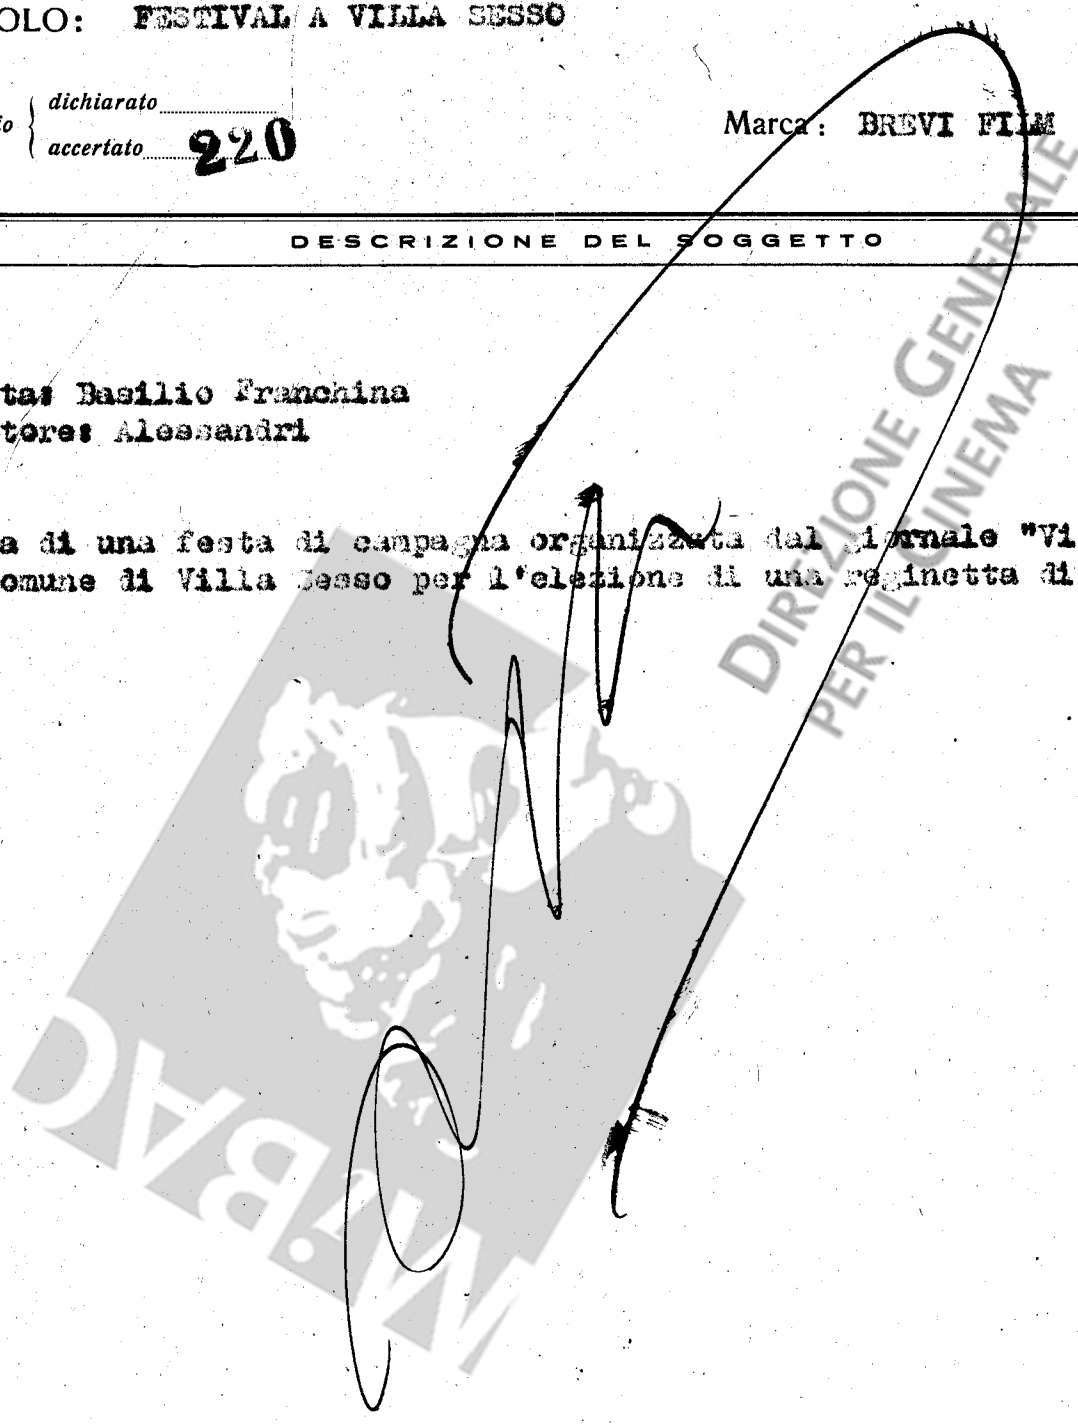 OLO: FESTIVAL A VILLA SESSO
dichiarato
io
accertato 220
Marca: BREVI FILM
DESCRIZIONE DEL SOGGETTO
ta: Basilio Franchina
tore: Alessandri
a di una festa di campagna organizzata dal giornale "Vi
omune di Villa Sesso per l'elezione di una reginetta di
DIREZIONE GENERALE
PER IL CINEMA
MiBAC